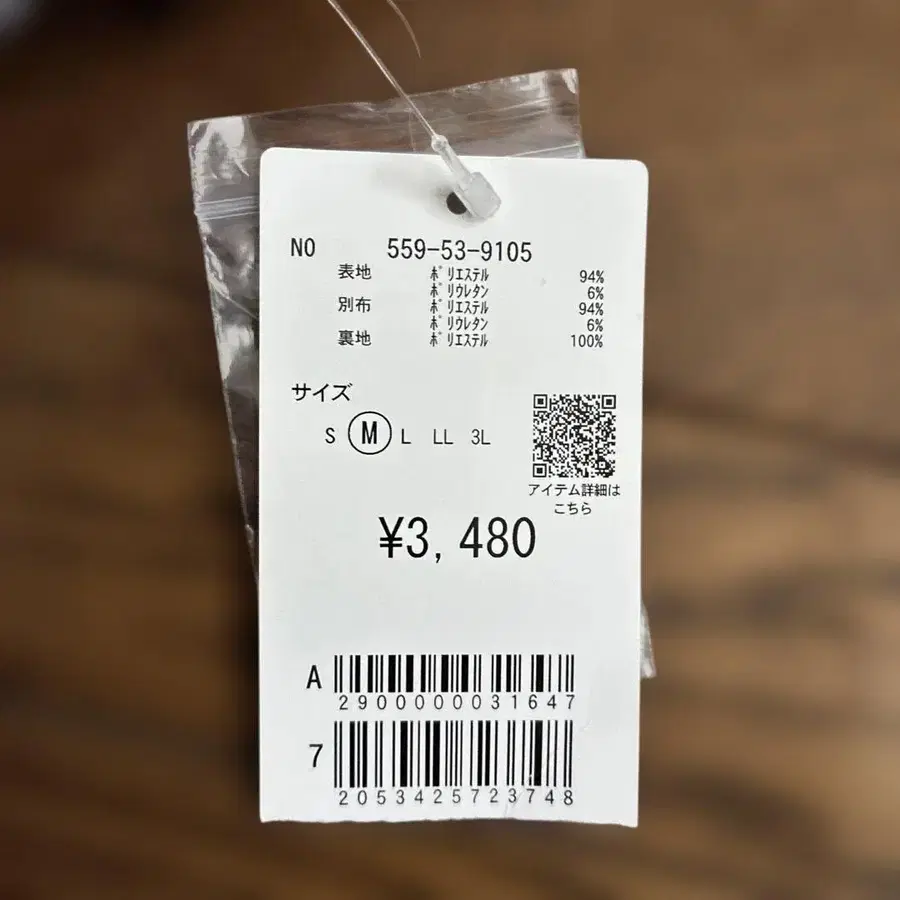 NO 559-53-9105
表地 ﾎﾟﾘｴｽﾃﾙ 94%
ﾎﾟﾘｳﾚﾀﾝ 6%
別布 ﾎﾟﾘｴｽﾃﾙ 94%
ﾎﾟﾘｳﾚﾀﾝ 6%
裏地 ﾎﾟﾘｴｽﾃﾙ 100%
サイズ
S M L LL 3L
アイテム詳細は
こちら
¥3,480
A
2900000031647
7
2053425723748